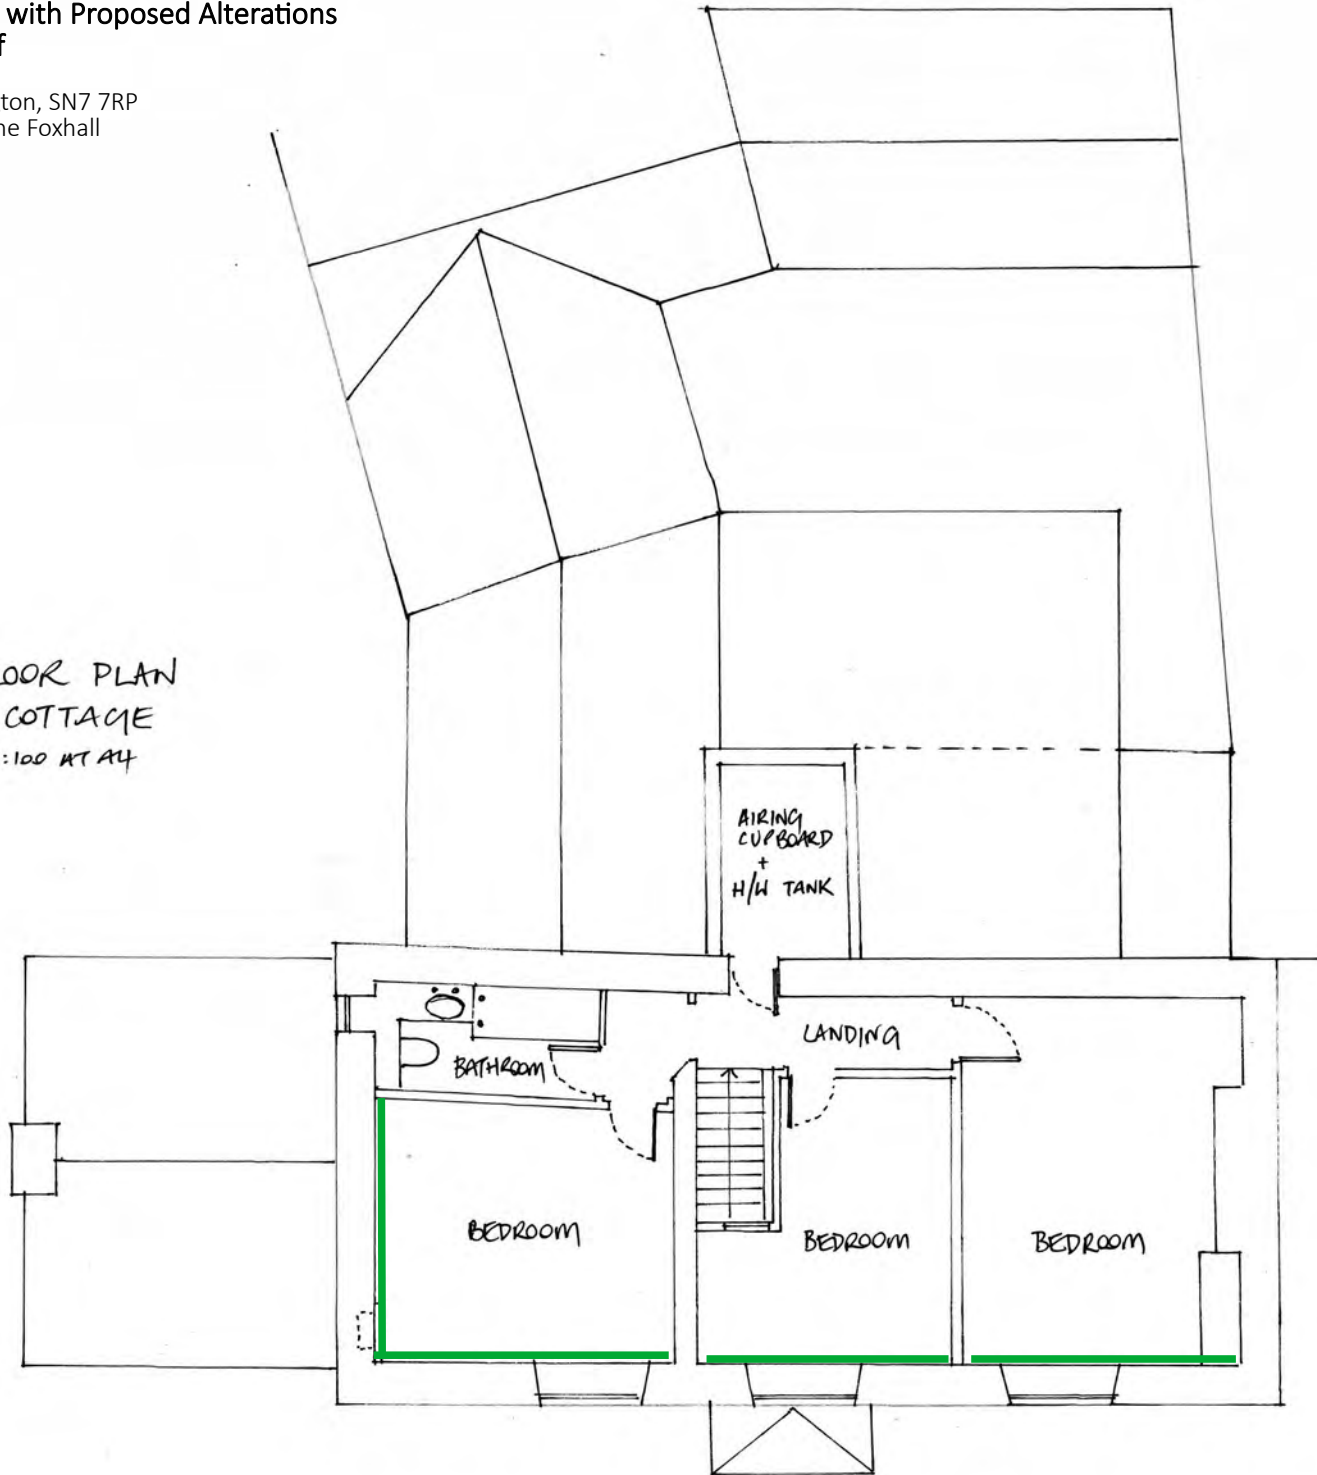 with Proposed Alterations
f
ton, SN7 7RP
ne Foxhall
OOR PLAN
COTTAGE
:100 AT A4
AIRING
CUPBOARD
+
H/W TANK
LANDING
BATHROOM
BEDROOM
BEDROOM
BEDROOM